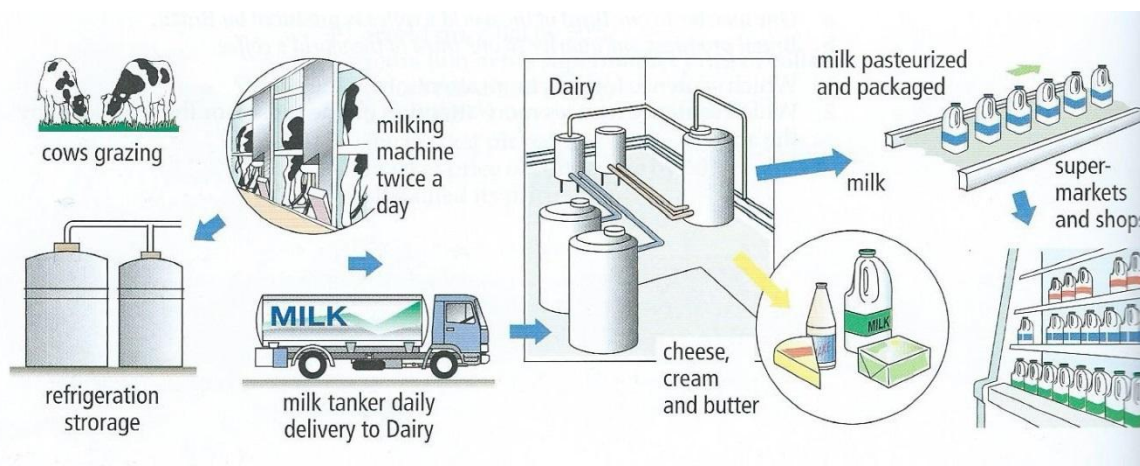 cows grazing
milking
machine
twice a
day
refrigeration
strorage
MILK
milk tanker daily
delivery to Dairy
Dairy
milk
milk pasteurized
and packaged
super-
markets
and shops
cheese,
cream
and butter
MILK